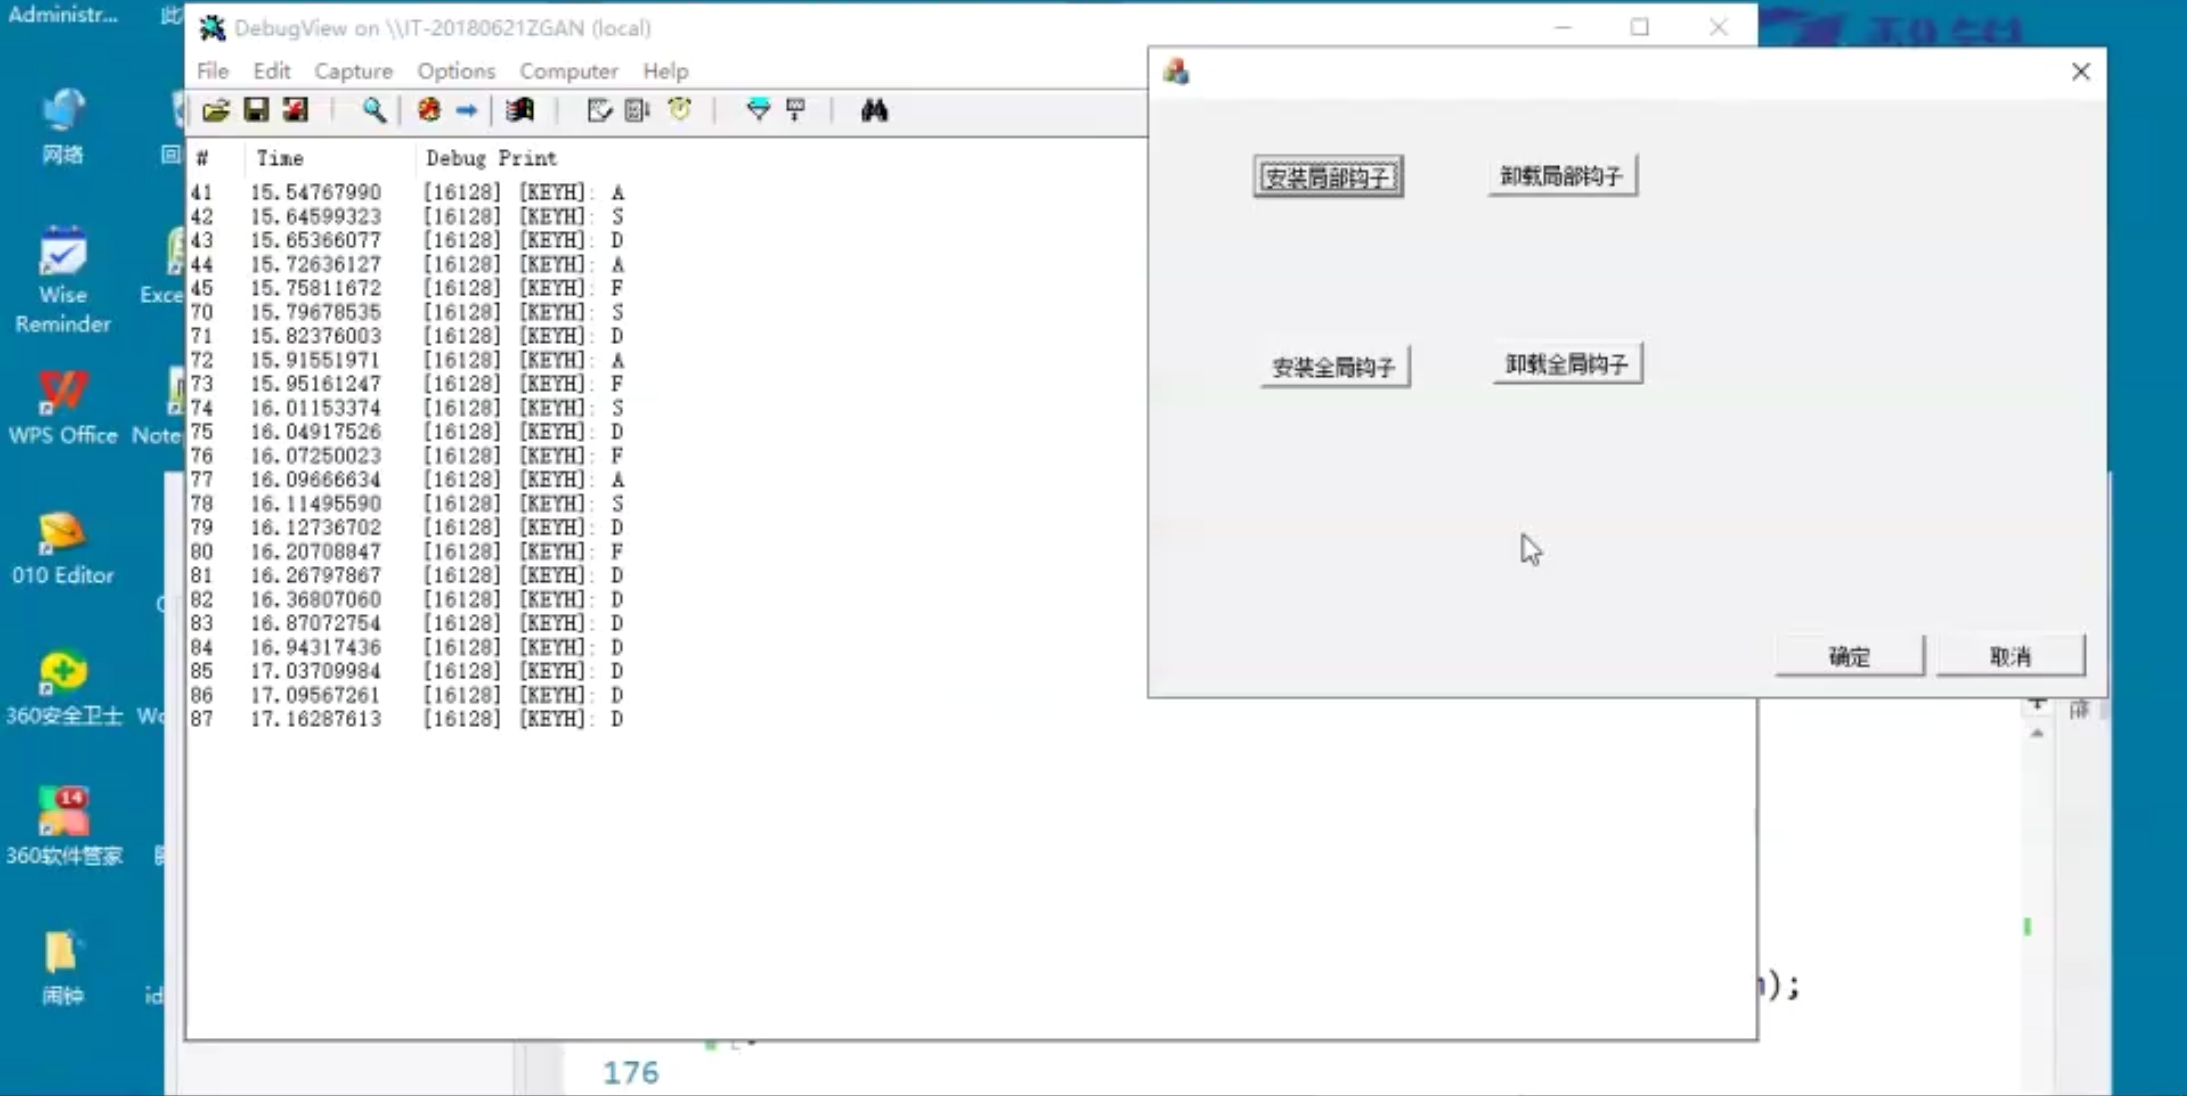 Administr...
此
DebugView on \\IT-20180621ZGAN (local)
File Edit Capture Options Computer Help
# Time Debug Print
41 15.54767990 [16128] [KEYH]: A
42 15.64599323 [16128] [KEYH]: S
43 15.65366077 [16128] [KEYH]: D
44 15.72636127 [16128] [KEYH]: A
45 15.75811672 [16128] [KEYH]: F
70 15.79678535 [16128] [KEYH]: S
71 15.82376003 [16128] [KEYH]: D
72 15.91551971 [16128] [KEYH]: A
73 15.95161247 [16128] [KEYH]: F
74 16.01153374 [16128] [KEYH]: S
75 16.04917526 [16128] [KEYH]: D
76 16.07250023 [16128] [KEYH]: F
77 16.09666634 [16128] [KEYH]: A
78 16.11495590 [16128] [KEYH]: S
79 16.12736702 [16128] [KEYH]: D
80 16.20708847 [16128] [KEYH]: F
81 16.26797867 [16128] [KEYH]: D
82 16.36807060 [16128] [KEYH]: D
83 16.87072754 [16128] [KEYH]: D
84 16.94317436 [16128] [KEYH]: D
85 17.03709984 [16128] [KEYH]: D
86 17.09567261 [16128] [KEYH]: D
87 17.16287613 [16128] [KEYH]: D
安装局部钩子 卸载局部钩子
安装全局钩子 卸载全局钩子
确定 取消
网络
回
Wise
Reminder
Exce
WPS Office
Note
010 Editor
360安全卫士
Wo
14
360软件管家
闹钟
id
);
176